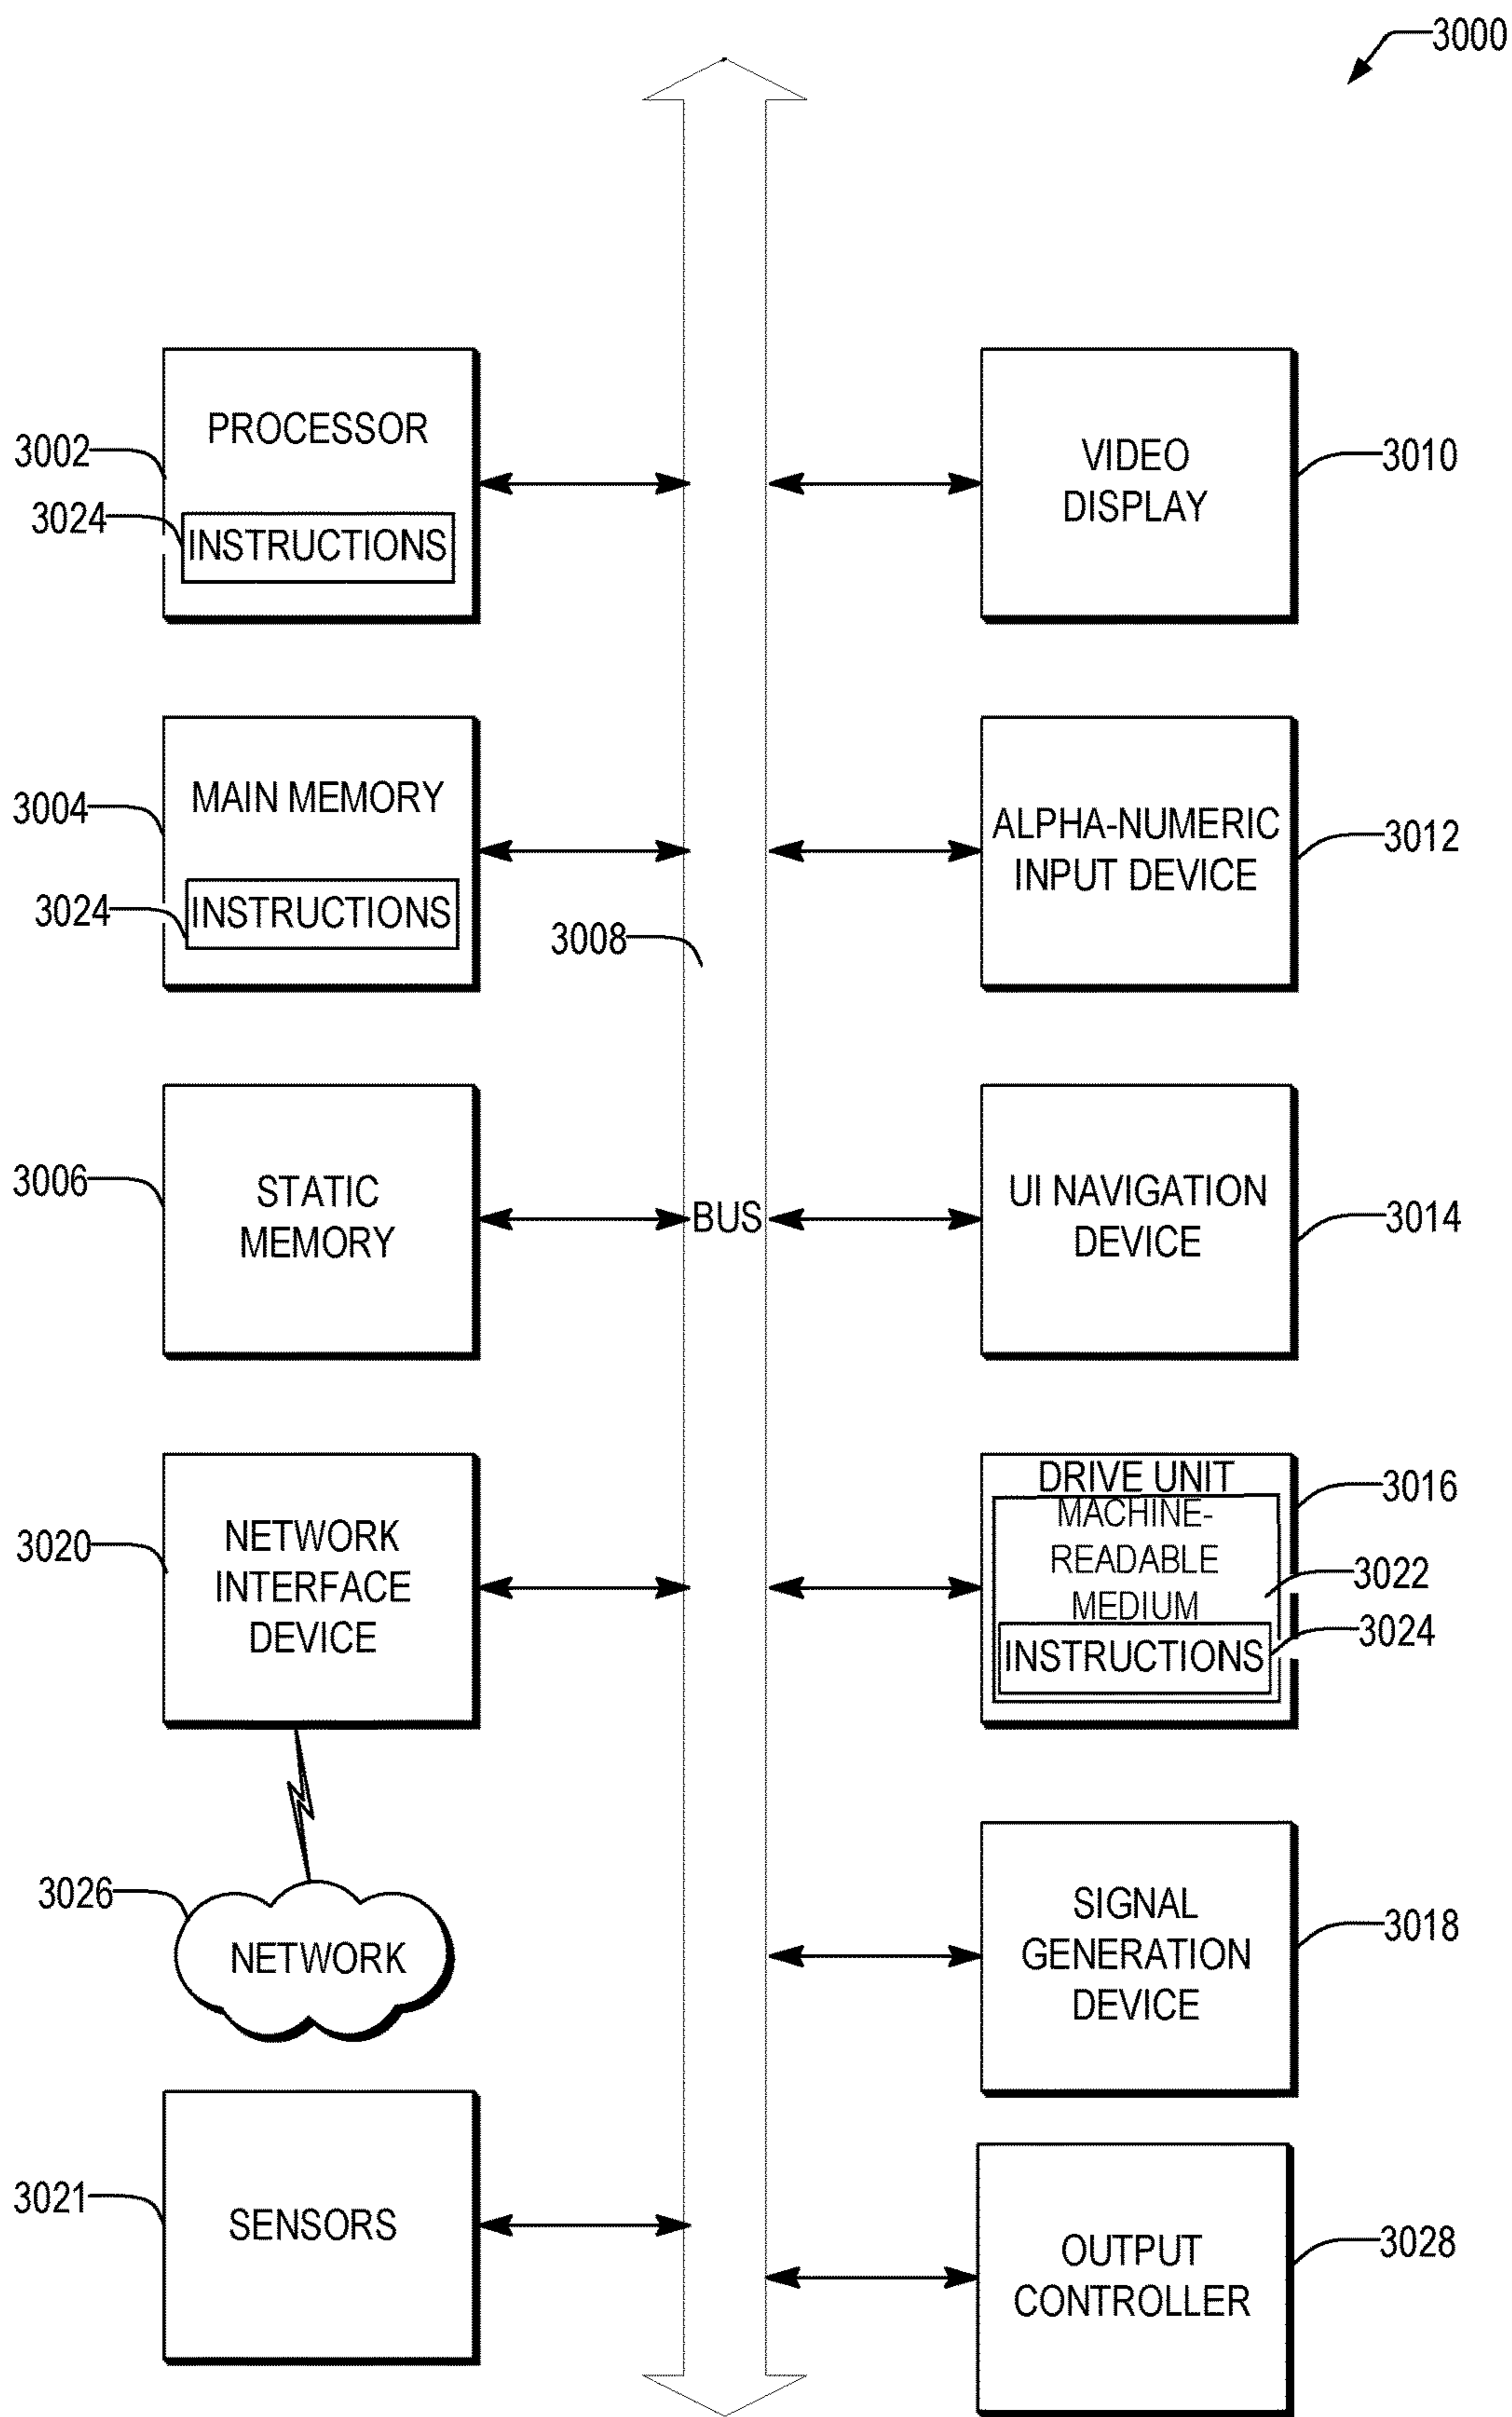 3000
PROCESSOR
3002
3024
INSTRUCTIONS
VIDEO
DISPLAY
3010
MAIN MEMORY
3004
3024
INSTRUCTIONS
3008
ALPHA-NUMERIC
INPUT DEVICE
3012
3006
STATIC
MEMORY
BUS
UI NAVIGATION
DEVICE
3014
3020
NETWORK
INTERFACE
DEVICE
DRIVE UNIT
3016
MACHINE-
READABLE
MEDIUM
3022
INSTRUCTIONS
3024
3026
NETWORK
SIGNAL
GENERATION
DEVICE
3018
3021
SENSORS
OUTPUT
CONTROLLER
3028